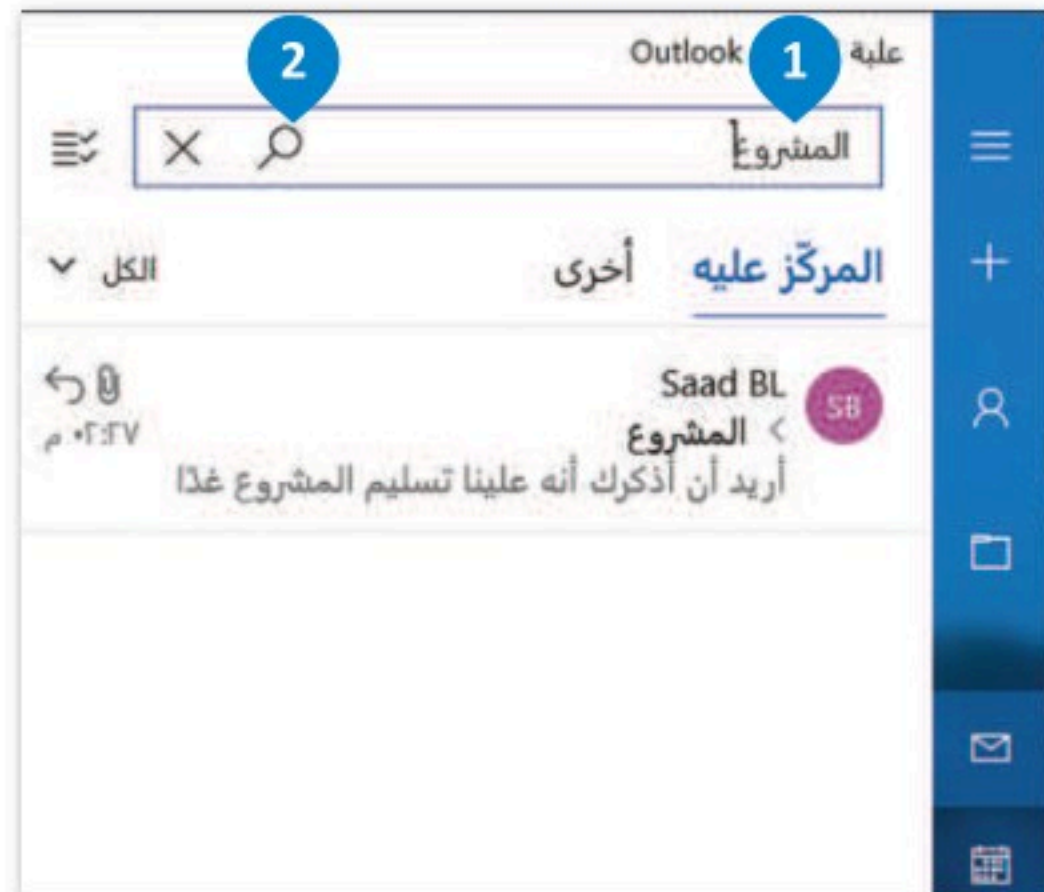 علبة Outlook
1
2
المشروع
المركّز عليه
أخرى
الكل
SB
Saad BL
المشروع
٠٢:٢٧ م
أريد أن أذكرك أنه علينا تسليم المشروع غدًا